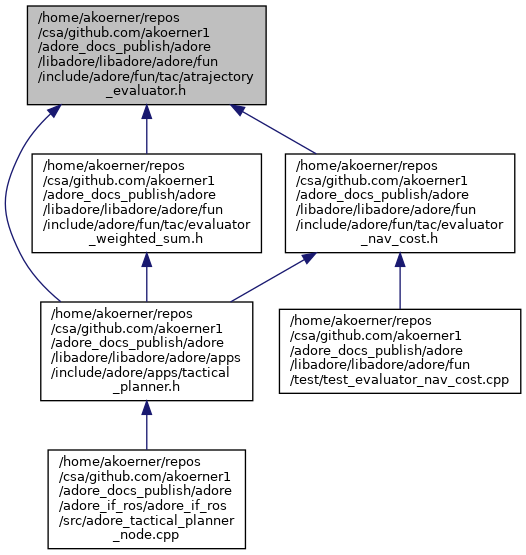 /home/akoerner/repos
/csa/github.com/akoerner1
/adore_docs_publish/adore
/libadore/libadore/adore/fun
/include/adore/fun/tac/atrajectory
_evaluator.h
/home/akoerner/repos
/csa/github.com/akoerner1
/adore_docs_publish/adore
/libadore/libadore/adore/fun
/include/adore/fun/tac/evaluator
_weighted_sum.h
/home/akoerner/repos
/csa/github.com/akoerner1
/adore_docs_publish/adore
/libadore/libadore/adore/fun
/include/adore/fun/tac/evaluator
_nav_cost.h
/home/akoerner/repos
/csa/github.com/akoerner1
/adore_docs_publish/adore
/libadore/libadore/adore/apps
/include/adore/apps/tactical
_planner.h
/home/akoerner/repos
/csa/github.com/akoerner1
/adore_docs_publish/adore
/libadore/libadore/adore/fun
/test/test_evaluator_nav_cost.cpp
/home/akoerner/repos
/csa/github.com/akoerner1
/adore_docs_publish/adore
/adore_if_ros/adore_if_ros
/src/adore_tactical_planner
_node.cpp